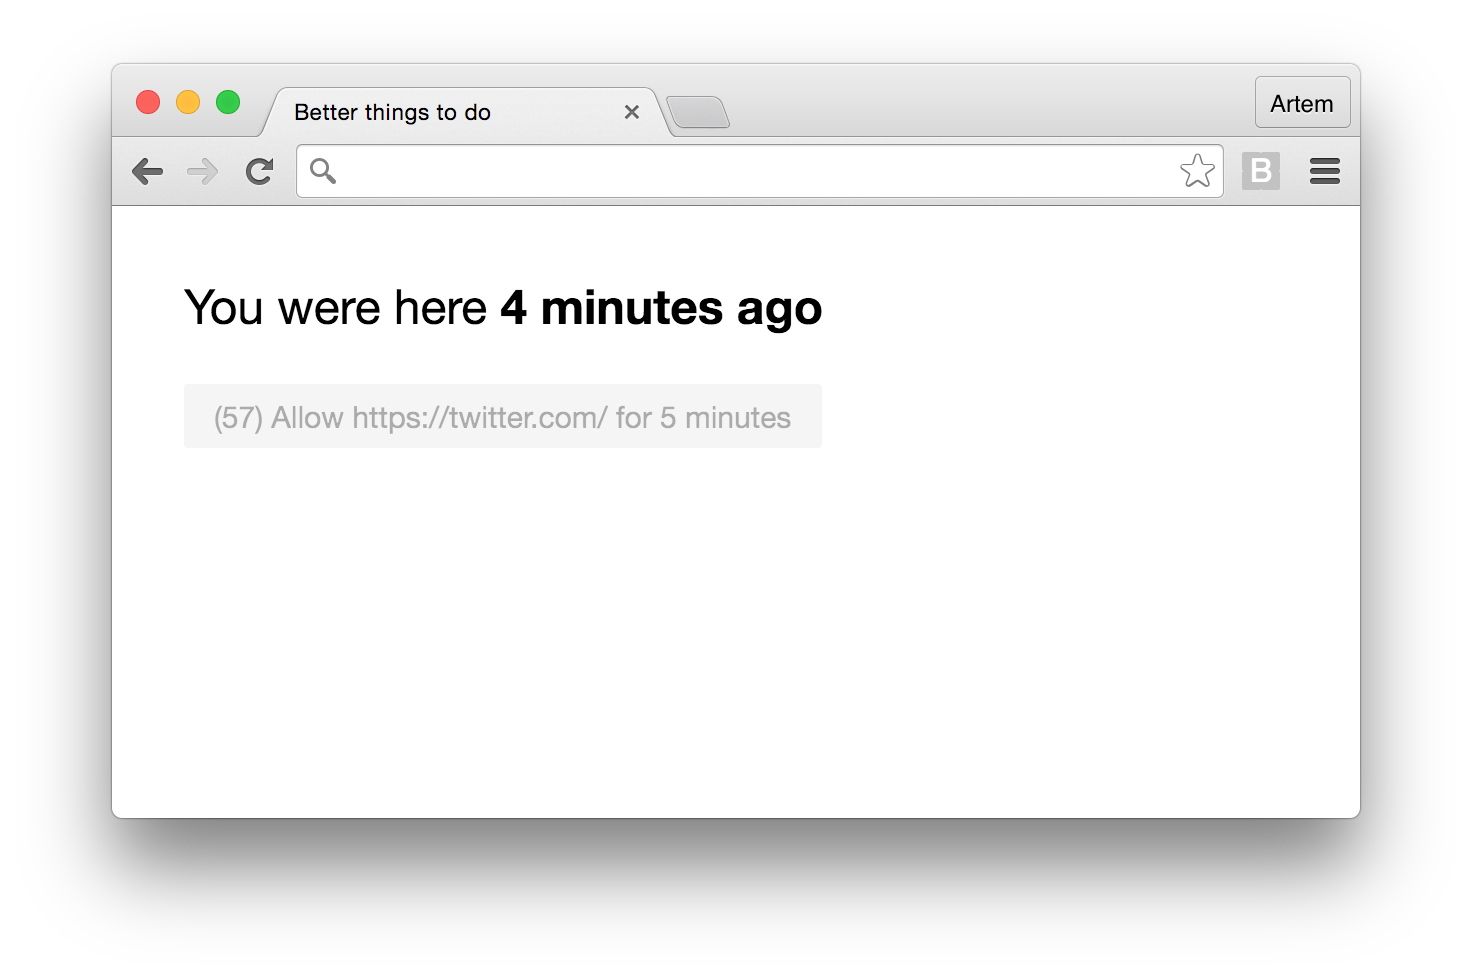 Better things to do
Artem
B
You were here 4 minutes ago
(57) Allow https://twitter.com/ for 5 minutes